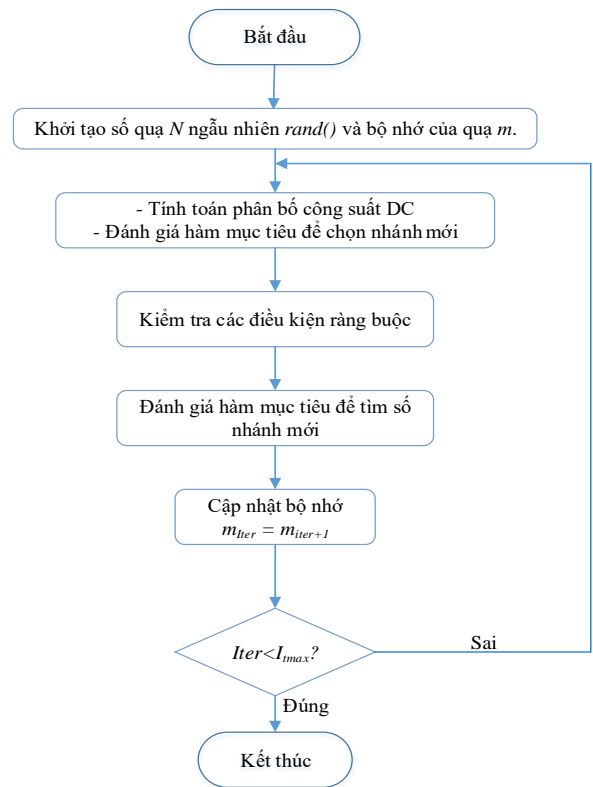 Bắt đầu
Khởi tạo số quạ N ngẫu nhiên rand() và bộ nhớ của quạ m.
- Tính toán phân bố công suất DC
- Đánh giá hàm mục tiêu để chọn nhánh mới
Kiểm tra các điều kiện ràng buộc
Đánh giá hàm mục tiêu để tìm số
nhánh mới
Cập nhật bộ nhớ
m_Iter = m_iter+1
Iter<I_tmax?
Sai
Đúng
Kết thúc